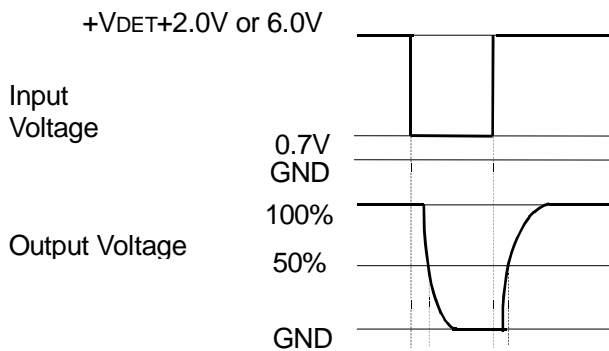 +VDET+2.0V or 6.0V
Input
Voltage
0.7V
GND
100%
Output Voltage
50%
GND